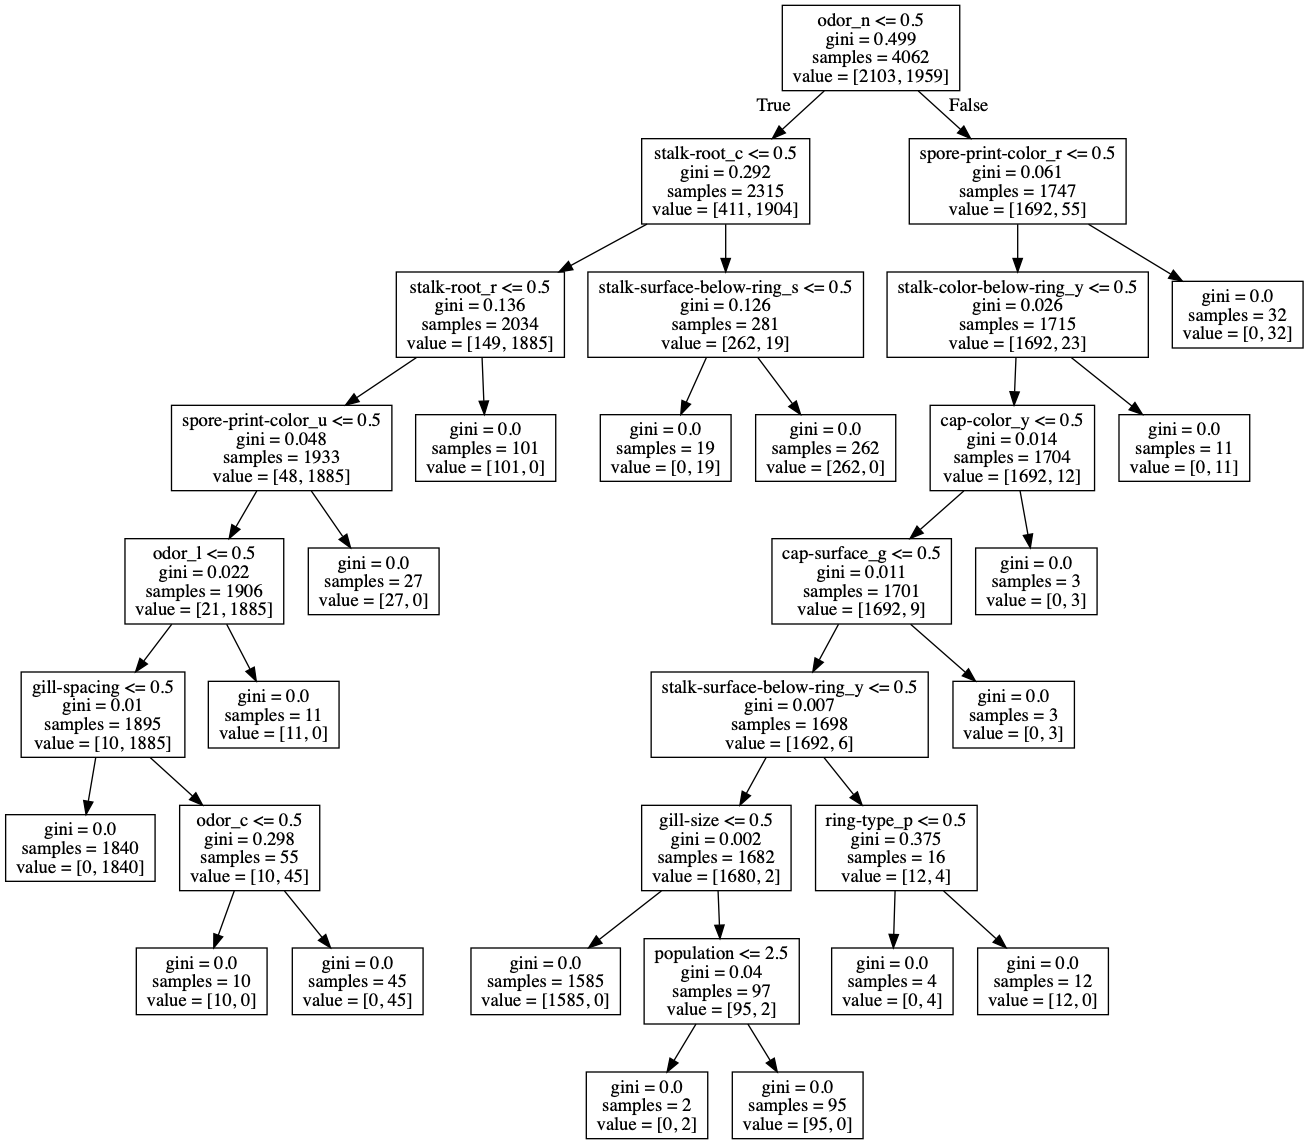 odor_n <= 0.5
gini = 0.499
samples = 4062
value = [2103, 1959]
True
False
stalk-root_c <= 0.5
gini = 0.292
samples = 2315
value = [411, 1904]
spore-print-color_r <= 0.5
gini = 0.061
samples = 1747
value = [1692, 55]
stalk-root_r <= 0.5
gini = 0.136
samples = 2034
value = [149, 1885]
stalk-surface-below-ring_s <= 0.5
gini = 0.126
samples = 281
value = [262, 19]
stalk-color-below-ring_y <= 0.5
gini = 0.026
samples = 1715
value = [1692, 23]
gini = 0.0
samples = 32
value = [0, 32]
spore-print-color_u <= 0.5
gini = 0.048
samples = 1933
value = [48, 1885]
gini = 0.0
samples = 101
value = [101, 0]
gini = 0.0
samples = 19
value = [0, 19]
gini = 0.0
samples = 262
value = [262, 0]
cap-color_y <= 0.5
gini = 0.014
samples = 1704
value = [1692, 12]
gini = 0.0
samples = 11
value = [0, 11]
odor_l <= 0.5
gini = 0.022
samples = 1906
value = [21, 1885]
gini = 0.0
samples = 27
value = [27, 0]
cap-surface_g <= 0.5
gini = 0.011
samples = 1701
value = [1692, 9]
gini = 0.0
samples = 3
value = [0, 3]
gill-spacing <= 0.5
gini = 0.01
samples = 1895
value = [10, 1885]
gini = 0.0
samples = 11
value = [11, 0]
stalk-surface-below-ring_y <= 0.5
gini = 0.007
samples = 1698
value = [1692, 6]
gini = 0.0
samples = 3
value = [0, 3]
gini = 0.0
samples = 1840
value = [0, 1840]
odor_c <= 0.5
gini = 0.298
samples = 55
value = [10, 45]
gill-size <= 0.5
gini = 0.002
samples = 1682
value = [1680, 2]
ring-type_p <= 0.5
gini = 0.375
samples = 16
value = [12, 4]
gini = 0.0
samples = 10
value = [10, 0]
gini = 0.0
samples = 45
value = [0, 45]
gini = 0.0
samples = 1585
value = [1585, 0]
population <= 2.5
gini = 0.04
samples = 97
value = [95, 2]
gini = 0.0
samples = 4
value = [0, 4]
gini = 0.0
samples = 12
value = [12, 0]
gini = 0.0
samples = 2
value = [0, 2]
gini = 0.0
samples = 95
value = [95, 0]